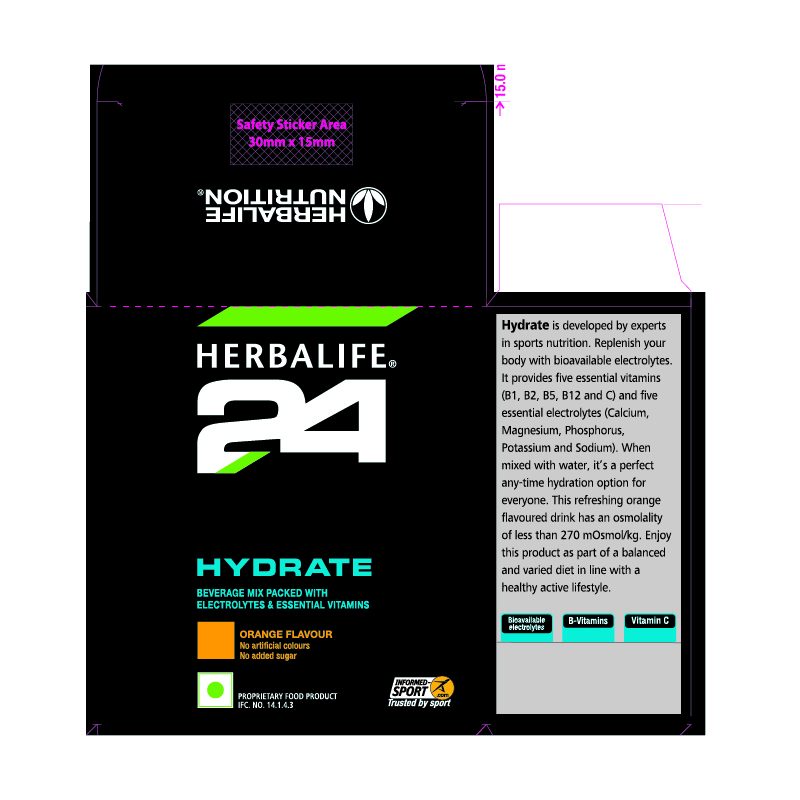 15.0
Safety Sticker Area
30mm x 15mm
HERBALIFE
NUTRITION®
HERBALIFE®
24
HYDRATE
BEVERAGE MIX PACKED WITH
ELECTROLYTES & ESSENTIAL VITAMINS
ORANGE FLAVOUR
No artificial colours
No added sugar
PROPRIETARY FOOD PRODUCT
IFC. NO. 14.1.4.3
INFORMED-
SPORT
.com
Trusted by sport
Hydrate is developed by experts
in sports nutrition. Replenish your
body with bioavailable electrolytes.
It provides five essential vitamins
(B1, B2, B5, B12 and C) and five
essential electrolytes (Calcium,
Magnesium, Phosphorus,
Potassium and Sodium). When
mixed with water, it's a perfect
any-time hydration option for
everyone. This refreshing orange
flavoured drink has an osmolality
of less than 270 mOsmol/kg. Enjoy
this product as part of a balanced
and varied diet in line with a
healthy active lifestyle.
Bioavailable
electrolytes
B-Vitamins
Vitamin C